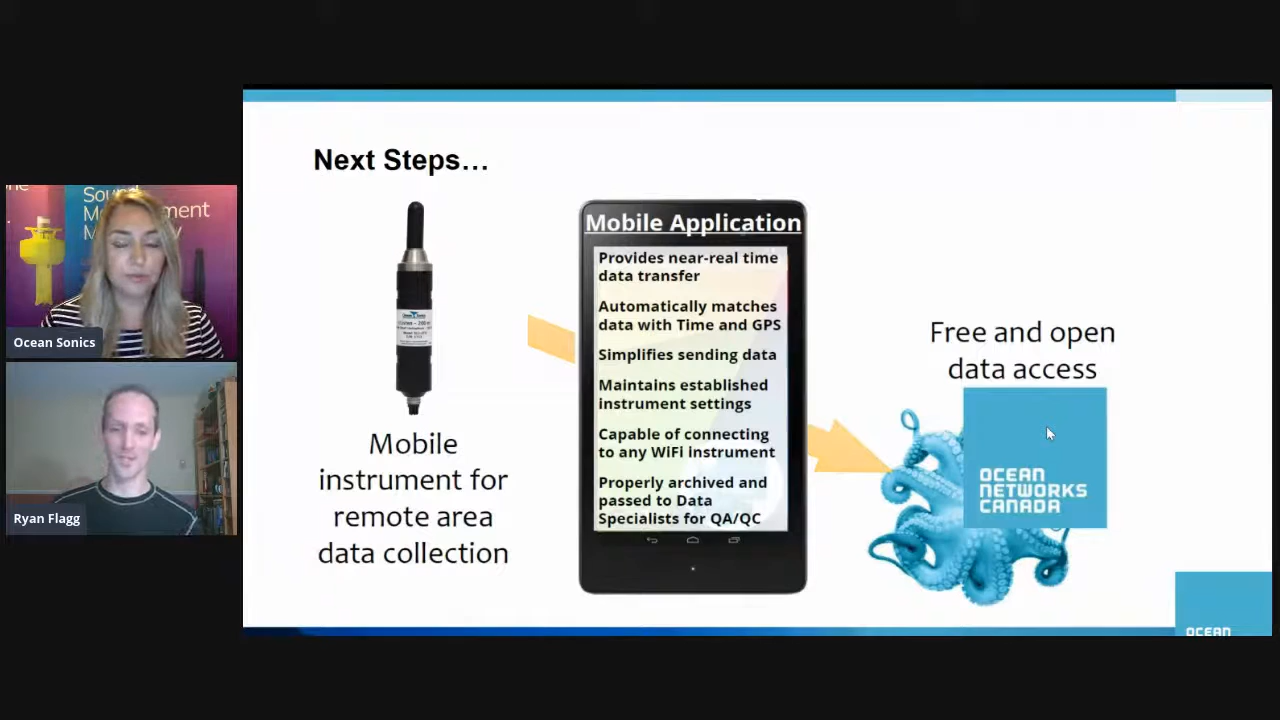 Next Steps…
Mobile Application
Provides near-real time
data transfer
Automatically matches
data with Time and GPS
Simplifies sending data
Maintains established
instrument settings
Capable of connecting
to any WiFi instrument
Properly archived and
passed to Data
Specialists for QA/QC
Mobile
instrument for
remote area
data collection
Free and open
data access
OCEAN
NETWORKS
CANADA
OCEAN
Sou
Ocean Sonics
Ryan Flagg